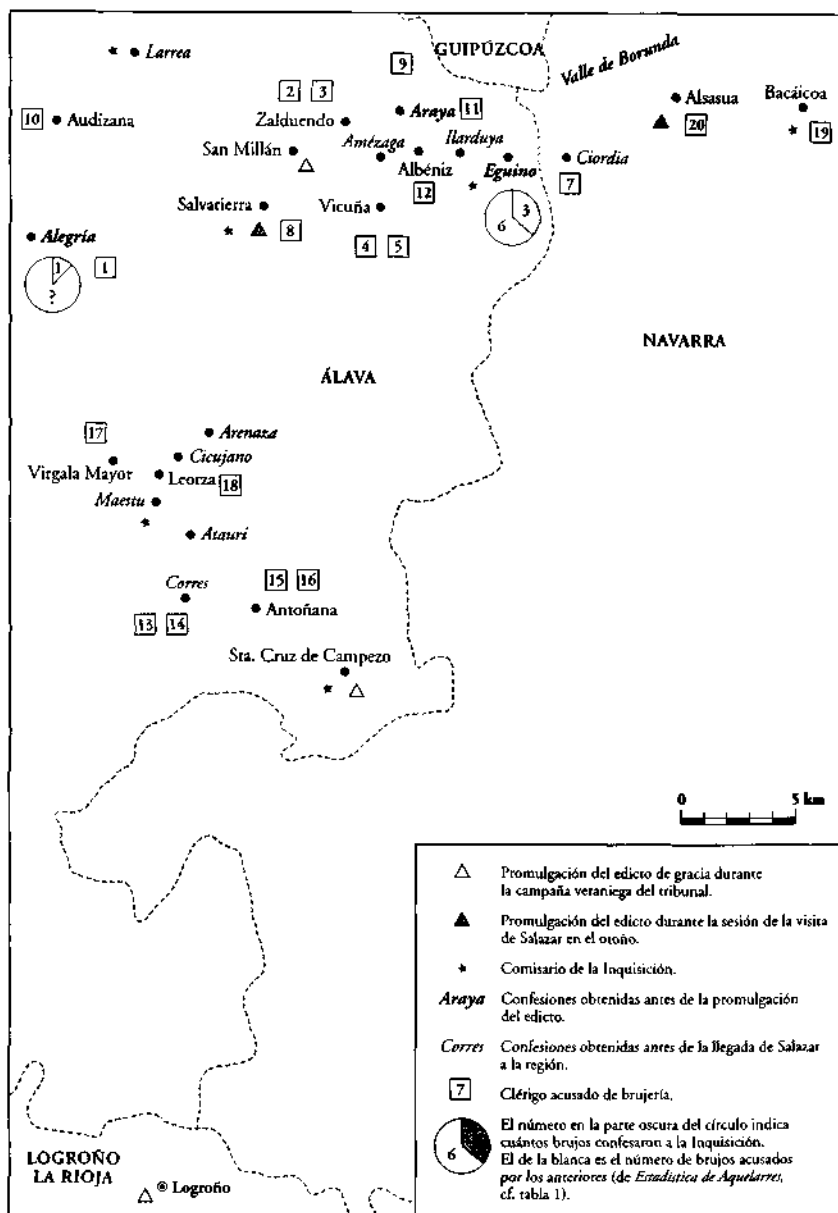 GUIPÚZCOA
Valle de Borunda
Larrea
9
2 3
Alsasua
Bacáicoa
10 Audizana
Zalduendo
Araya 11
20
19
San Millán
Amézaga
Ilarduya
Albéniz
Eguino
Ciordia
12
7
Salvatierra
Vicuña
8
4 5
6 3
Alegría
1 1
?
NAVARRA
ÁLAVA
17
Arenaza
Cicujano
Virgala Mayor
Leorza 18
Maestu
Atauri
Corres
15 16
13 14
Antoñana
Sta. Cruz de Campezo
0 5 km
Promulgación del edicto de gracia durante
la campaña veraniega del tribunal.
Promulgación del edicto durante la sesión de la visita
de Salazar en el otoño.
Comisario de la Inquisición.
Araya Confesiones obtenidas antes de la promulgación
del edicto.
Corres Confesiones obtenidas antes de la llegada de Salazar
a la región.
7 Clérigo acusado de brujería.
El número en la parte oscura del círculo indica
cuántos brujos confesaron a la Inquisición.
6 El de la blanca es el número de brujos acusados
por los anteriores (de Estadística de Aquelarres,
cf. tabla 1).
LOGROÑO
LA RIOJA
Logroño